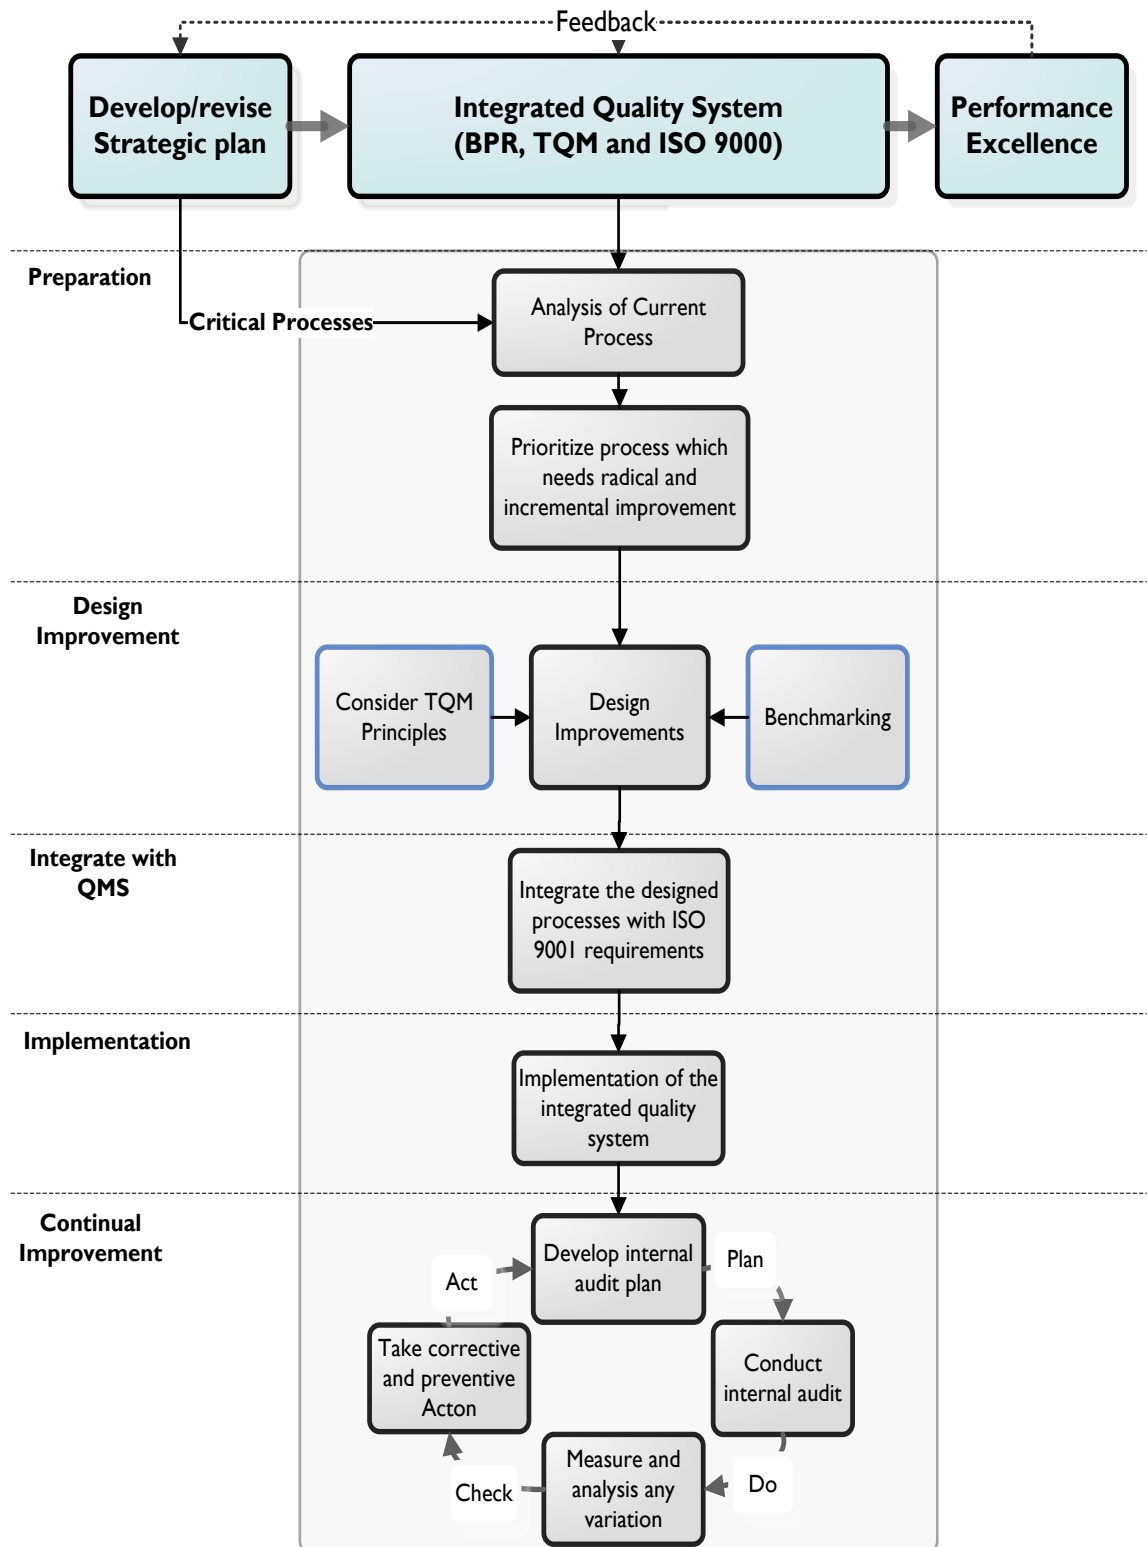 Feedback
Develop/revise
Strategic plan
Integrated Quality System
(BPR, TQM and ISO 9000)
Performance
Excellence
Preparation
Critical Processes
Analysis of Current
Process
Prioritize process which
needs radical and
incremental improvement
Design
Improvement
Consider TQM
Principles
Design
Improvements
Benchmarking
Integrate with
QMS
Integrate the designed
processes with ISO
9001 requirements
Implementation
Implementation of the
integrated quality
system
Continual
Improvement
Develop internal
audit plan
Plan
Act
Take corrective
and preventive
Acton
Conduct
internal audit
Measure and
analysis any
variation
Check
Do